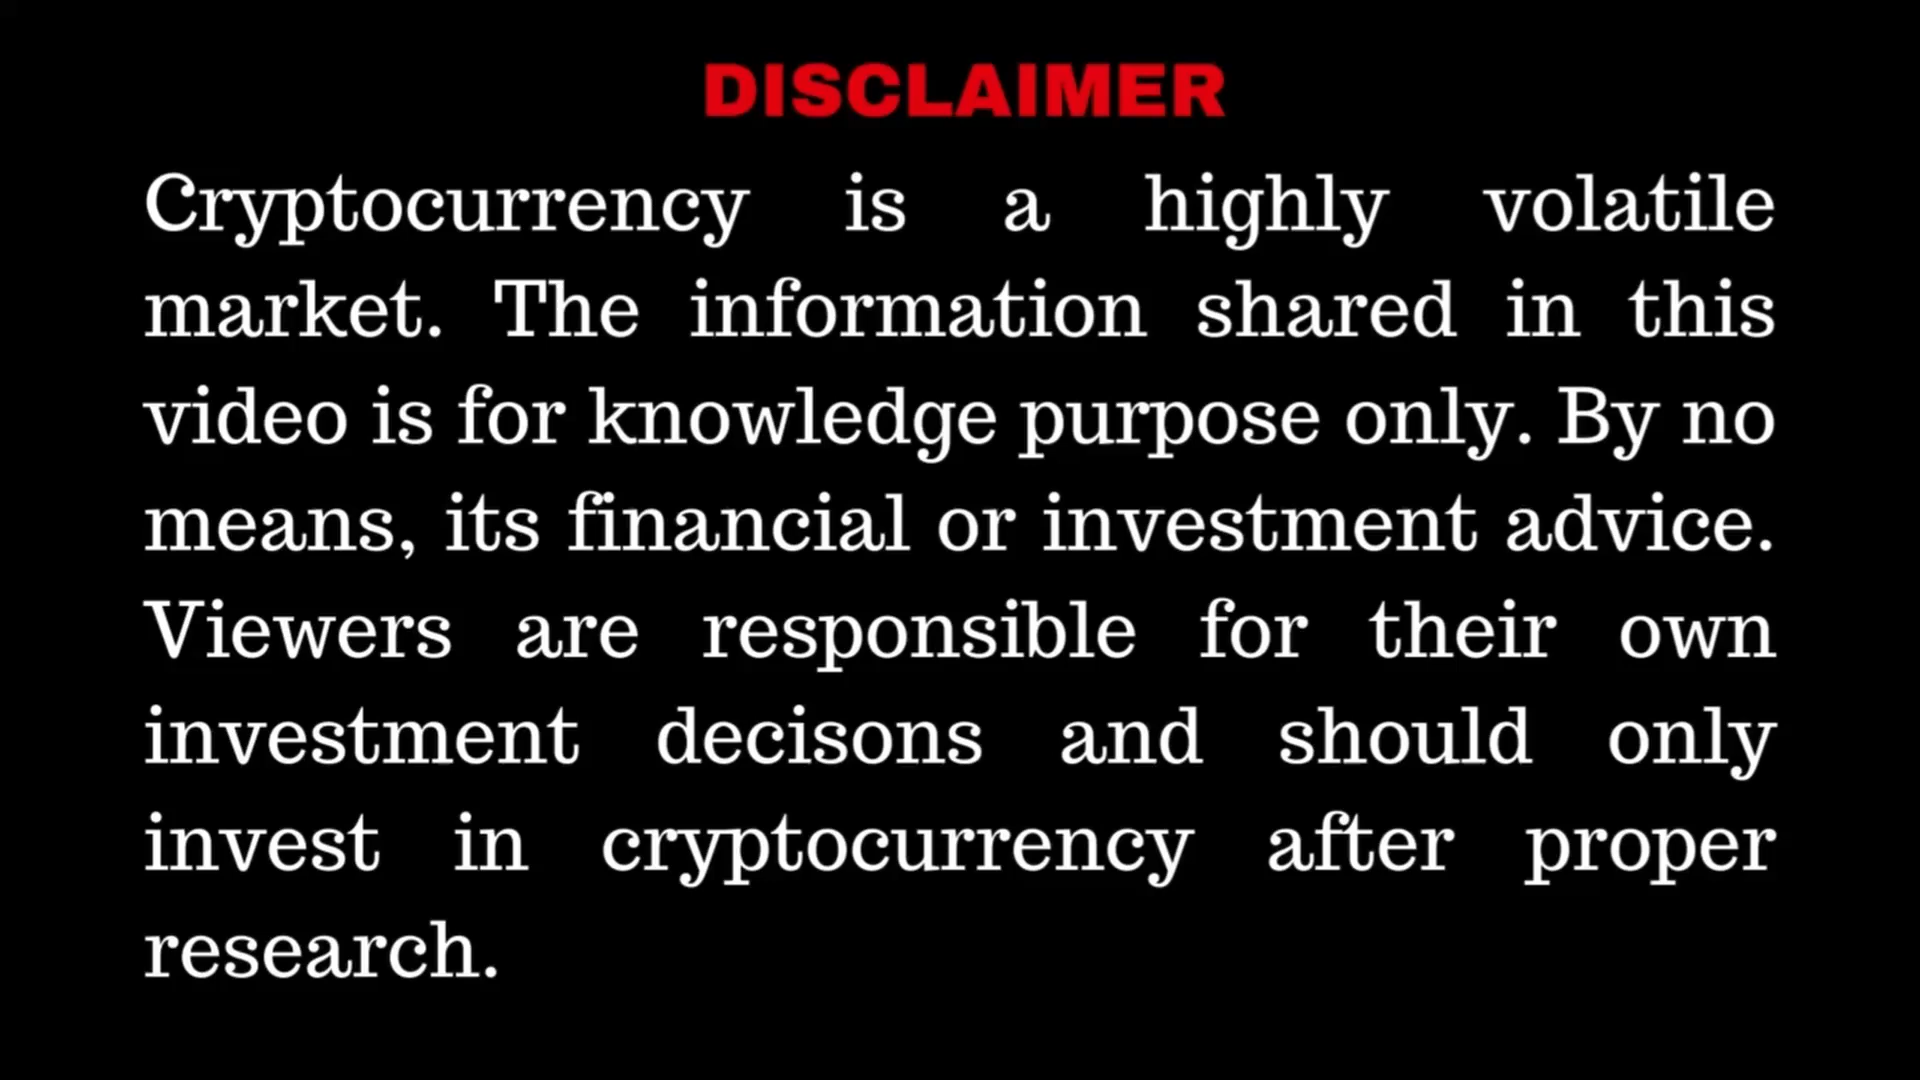 DISCLAIMER
Cryptocurrency is a highly volatile
market. The information shared in this
video is for knowledge purpose only. By no
means, its financial or investment advice.
Viewers are responsible for their own
investment decisons and should only
invest in cryptocurrency after proper
research.